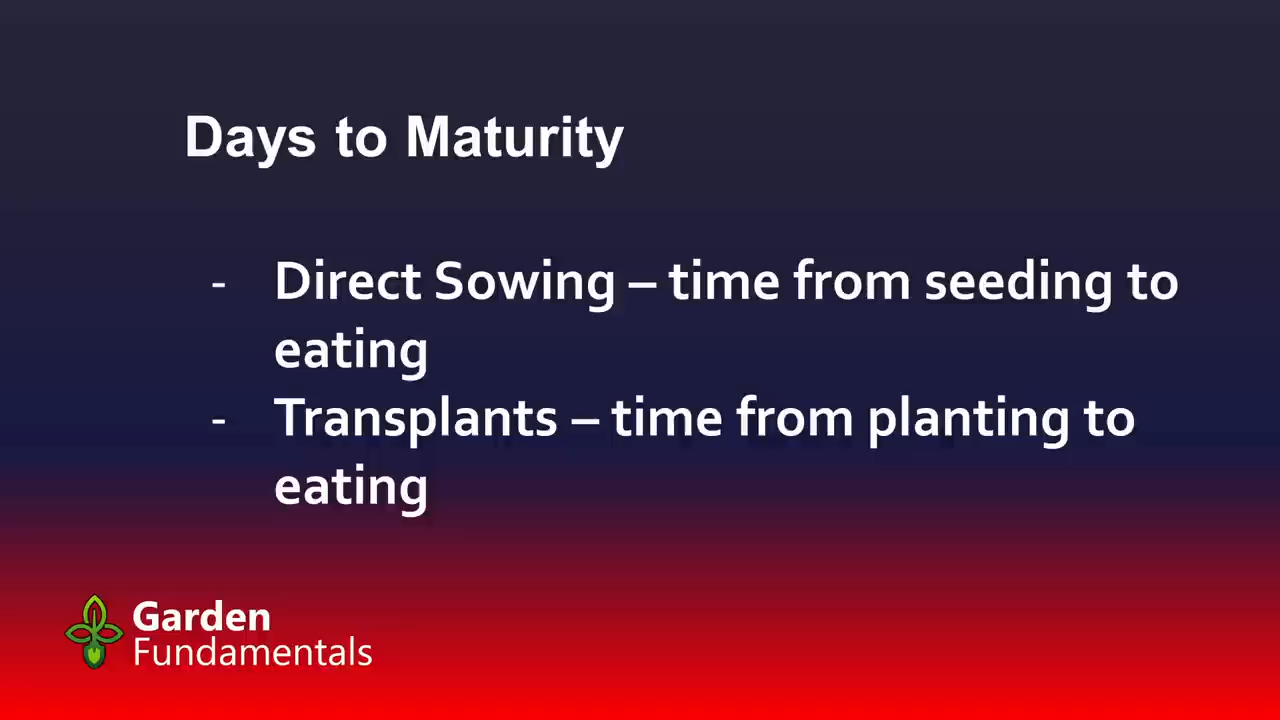 Days to Maturity
- Direct Sowing – time from seeding to
eating
- Transplants – time from planting to
eating
Garden
Fundamentals